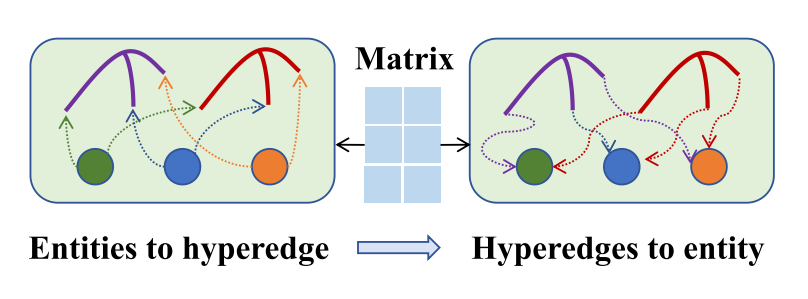 Matrix
Entities to hyperedge
Hyperedges to entity